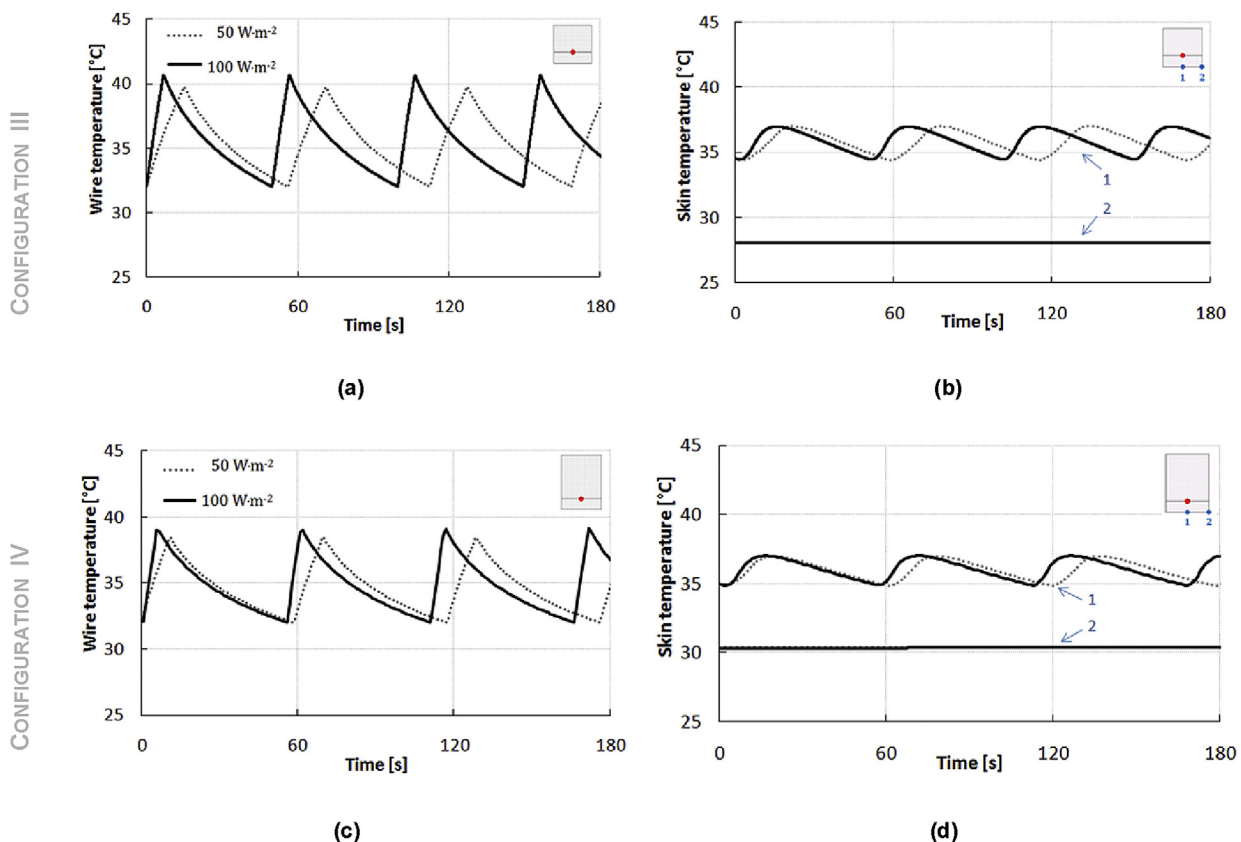 CONFIGURATION III
Wire temperature [°C]
45
40
35
30
25
50 W·m-2
100 W·m-2
0 60 120 180
Time [s]
(a)
Skin temperature [°C]
45
40
35
30
25
1 2
1
2
0 60 120 180
Time [s]
(b)
CONFIGURATION IV
Wire temperature [°C]
45
40
35
30
25
50 W·m-2
100 W·m-2
0 60 120 180
Time [s]
(c)
Skin temperature [°C]
45
40
35
30
25
1 2
1
2
0 60 120 180
Time [s]
(d)